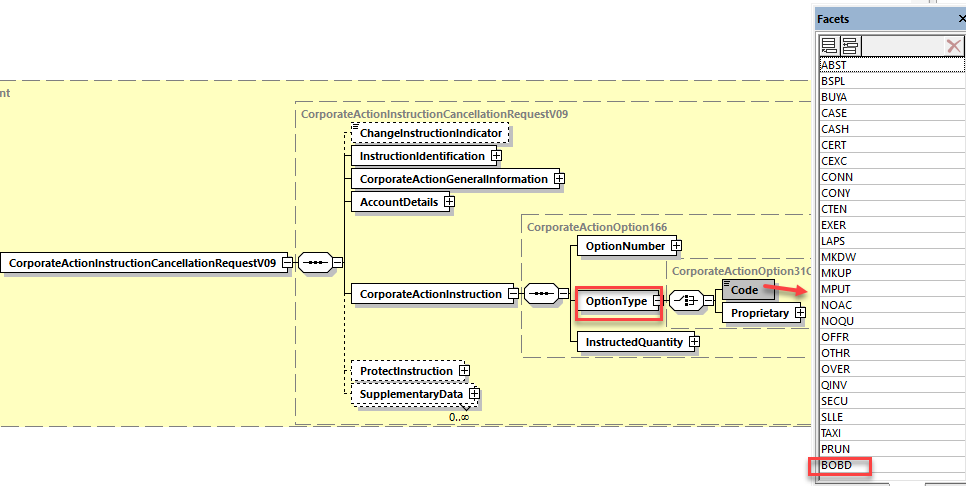 Facets
ABST
BSPL
BUYA
CASE
CASH
CERT
CEXC
CONN
CONY
CTEN
EXER
LAPS
MKDW
MKUP
MPUT
NOAC
NOQU
OFFR
OTHR
OVER
QINV
SECU
SLLE
TAXI
PRUN
BOBD
nt
CorporateActionInstructionCancellationRequestV09
ChangeInstructionIndicator
InstructionIdentification
CorporateActionGeneralInformation
AccountDetails
CorporateActionOption166
OptionNumber
CorporateActionInstructionCancellationRequestV09
CorporateActionOption31C
CorporateActionInstruction
OptionType
Code
Proprietary
InstructedQuantity
ProtectInstruction
SupplementaryData
0..∞